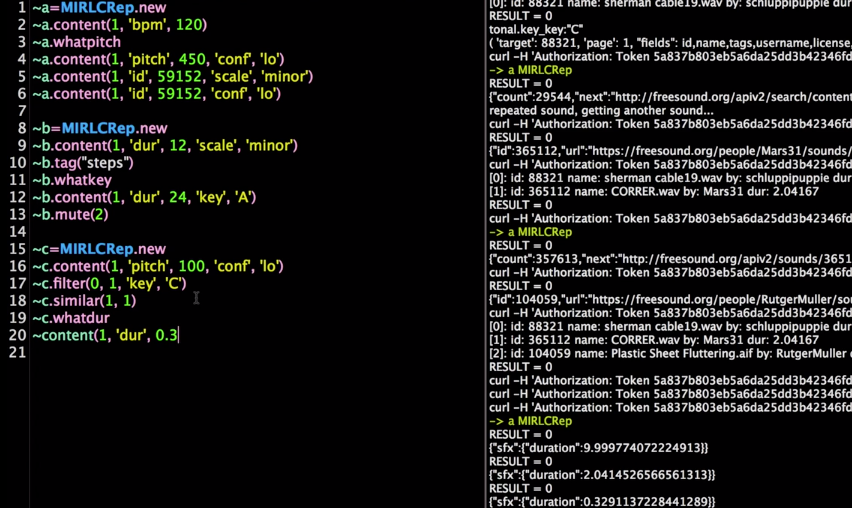 1 ~a=MIRLCRep.new
2 ~a.content(1, 'bpm', 120)
3 ~a.whatpitch
4 ~a.content(1, 'pitch', 450, 'conf', 'lo')
5 ~a.content(1, 'id', 59152, 'scale', 'minor')
6 ~a.content(1, 'id', 59152, 'conf', 'lo')
7
8 ~b=MIRLCRep.new
9 ~b.content(1, 'dur', 12, 'scale', 'minor')
10 ~b.tag("steps")
11 ~b.whatkey
12 ~b.content(1, 'dur', 24, 'key', 'A')
13 ~b.mute(2)
14
15 ~c=MIRLCRep.new
16 ~c.content(1, 'pitch', 100, 'conf', 'lo')
17 ~c.filter(0, 1, 'key', 'C')
18 ~c.similar(1, 1)
19 ~c.whatdur
20 ~content(1, 'dur', 0.3
21
[0]: id: 88321 name: sherman cable19.wav by: schluppipuppie dur
RESULT = 0
tonal.key_key:"C"
( 'target': 88321, 'page': 1, "fields": id,name,tags,username,license,
curl -H 'Authorization: Token 5a837b803eb5a6da25dd3b42346fd
-> a MIRLCRep
RESULT = 0
{"count":29544,"next":"http://freesound.org/apiv2/search/content
repeated sound, getting another sound...
curl -H 'Authorization: Token 5a837b803eb5a6da25dd3b42346fd
RESULT = 0
{"id":365112,"url":"https://freesound.org/people/Mars31/sounds/
curl -H 'Authorization: Token 5a837b803eb5a6da25dd3b42346fd
[0]: id: 88321 name: sherman cable19.wav by: schluppipuppie dur
[1]: id: 365112 name: CORRER.wav by: Mars31 dur: 2.04167
RESULT = 0
curl -H 'Authorization: Token 5a837b803eb5a6da25dd3b42346fd
-> a MIRLCRep
RESULT = 0
{"count":357613,"next":"http://freesound.org/apiv2/sounds/3651
curl -H 'Authorization: Token 5a837b803eb5a6da25dd3b42346fd
RESULT = 0
{"id":104059,"url":"https://freesound.org/people/RutgerMuller/so
curl -H 'Authorization: Token 5a837b803eb5a6da25dd3b42346fd
[0]: id: 88321 name: sherman cable19.wav by: schluppipuppie dur
[1]: id: 365112 name: CORRER.wav by: Mars31 dur: 2.04167
[2]: id: 104059 name: Plastic Sheet Fluttering.aif by: RutgerMuller
RESULT = 0
curl -H 'Authorization: Token 5a837b803eb5a6da25dd3b42346fd
curl -H 'Authorization: Token 5a837b803eb5a6da25dd3b42346fd
curl -H 'Authorization: Token 5a837b803eb5a6da25dd3b42346fd
-> a MIRLCRep
RESULT = 0
{"sfx":{"duration":9.999774072224913}}
RESULT = 0
{"sfx":{"duration":2.0414526566561313}}
RESULT = 0
{"sfx":{"duration":0.3291137228441289}}